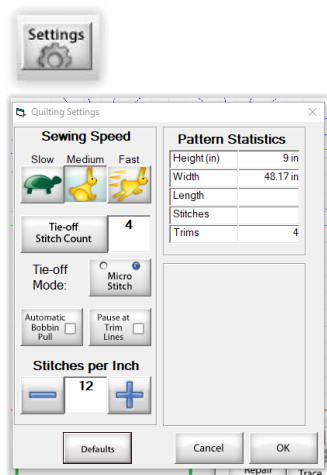 Settings
Quilting Settings
Sewing Speed
Slow Medium Fast
Tie-off
Stitch Count
4
Tie-off
Mode:
Micro
Stitch
Automatic
Bobbin
Pull
Pause at
Trim
Lines
Stitches per Inch
12
Pattern Statistics
Height(in) 9 in
Width 48.17 in
Length
Stitches
Trims 4
Defaults
Cancel
OK
Repair
Trace